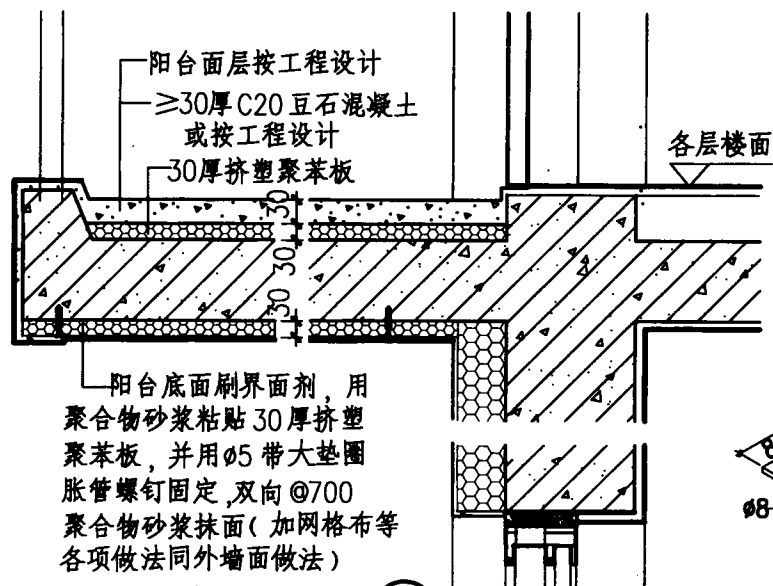 阳台面层按工程设计
≥30厚C20豆石混凝土
或按工程设计
30厚挤塑聚苯板
各层楼面
30
30
30
阳台底面刷界面剂，用
聚合物砂浆粘贴30厚挤塑
聚苯板，并用ø5带大垫圈
胀管螺钉固定,双向@700
聚合物砂浆抹面(加网格布等
各项做法同外墙面做法)
ø8